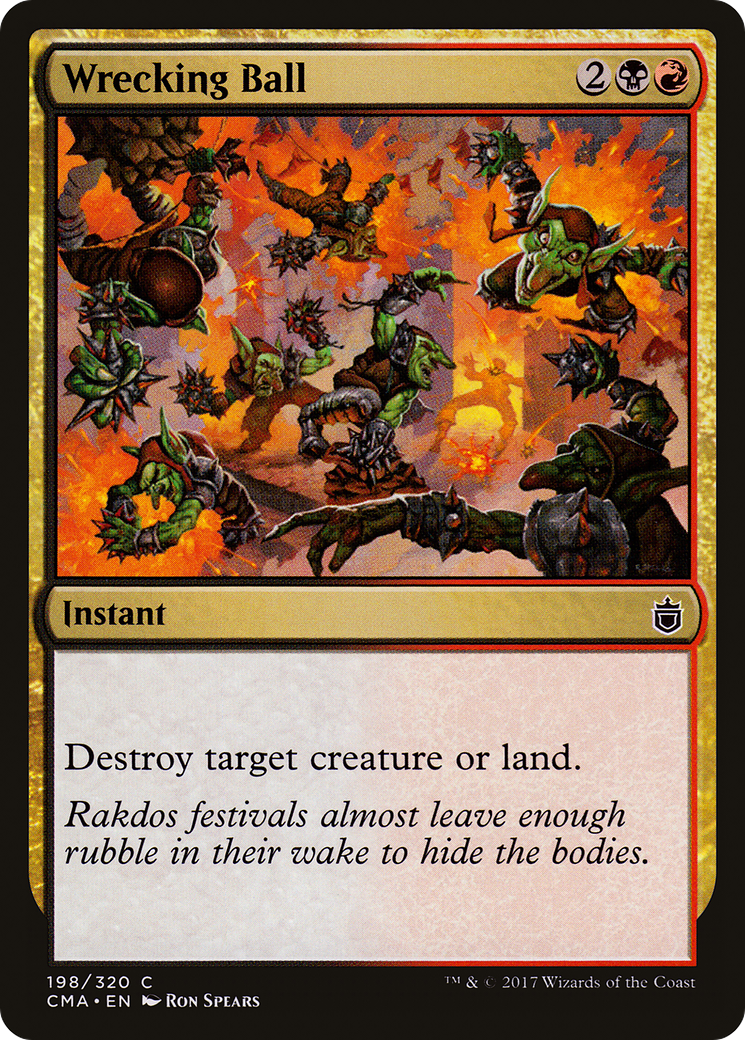 Wrecking Ball 2
Instant
Destroy target creature or land.
Rakdos festivals almost leave enough
rubble in their wake to hide the bodies.
198/320 C
™ & © 2017 Wizards of the Coast
CMA • EN Ron Spears